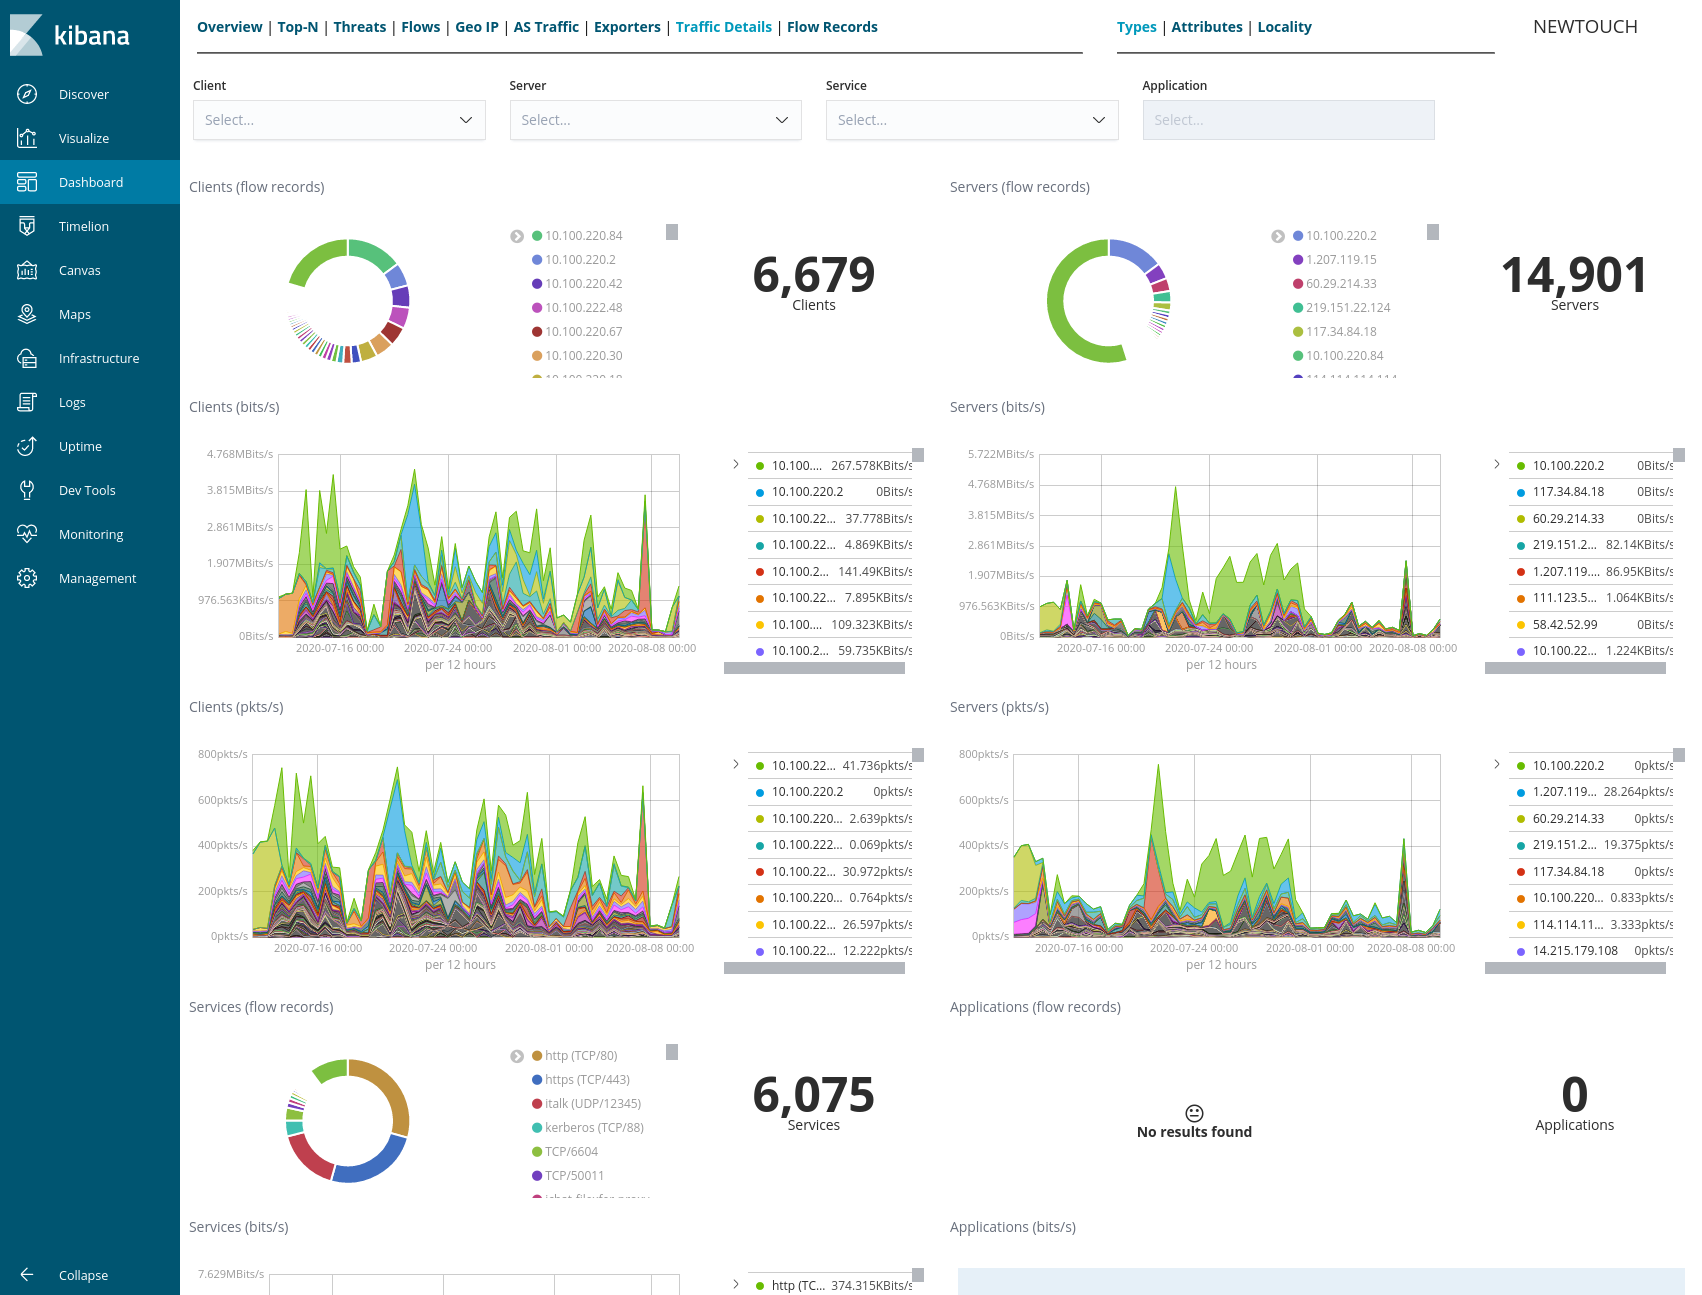 kibana
Discover
Visualize
Dashboard
Timelion
Canvas
Maps
Infrastructure
Logs
Uptime
Dev Tools
Monitoring
Management
Collapse
Overview | Top-N | Threats | Flows | Geo IP | AS Traffic | Exporters | Traffic Details | Flow Records
Types | Attributes | Locality
NEWTOUCH
Client
Select...
Server
Select...
Service
Select...
Application
Select...
Clients (flow records)
10.100.220.84
10.100.220.2
10.100.220.42
10.100.222.48
10.100.220.67
10.100.220.30
6,679
Clients
Servers (flow records)
10.100.220.2
1.207.119.15
60.29.214.33
219.151.22.124
117.34.84.18
10.100.220.84
14,901
Servers
Clients (bits/s)
4.768MBits/s
3.815MBits/s
2.861MBits/s
1.907MBits/s
976.563KBits/s
0Bits/s
2020-07-16 00:00
2020-07-24 00:00
2020-08-01 00:00
2020-08-08 00:00
per 12 hours
10.100.... 267.578KBits/s
10.100.220.2 0Bits/s
10.100.22... 37.778Bits/s
10.100.22... 4.869KBits/s
10.100.2... 141.49KBits/s
10.100.22... 7.895KBits/s
10.100.... 109.323KBits/s
10.100.2... 59.735KBits/s
Servers (bits/s)
5.722MBits/s
4.768MBits/s
3.815MBits/s
2.861MBits/s
1.907MBits/s
976.563KBits/s
0Bits/s
2020-07-16 00:00
2020-07-24 00:00
2020-08-01 00:00
2020-08-08 00:00
per 12 hours
10.100.220.2 0Bits/s
117.34.84.18 0Bits/s
60.29.214.33 0Bits/s
219.151.2... 82.14KBits/s
1.207.119.... 86.95KBits/s
111.123.5... 1.064KBits/s
58.42.52.99 0Bits/s
10.100.22... 1.224KBits/s
Clients (pkts/s)
800pkts/s
600pkts/s
400pkts/s
200pkts/s
0pkts/s
2020-07-16 00:00
2020-07-24 00:00
2020-08-01 00:00
2020-08-08 00:00
per 12 hours
10.100.22... 41.736pkts/s
10.100.220.2 0pkts/s
10.100.220... 2.639pkts/s
10.100.222... 0.069pkts/s
10.100.22... 30.972pkts/s
10.100.220... 0.764pkts/s
10.100.22... 26.597pkts/s
10.100.22... 12.222pkts/s
Servers (pkts/s)
800pkts/s
600pkts/s
400pkts/s
200pkts/s
0pkts/s
2020-07-16 00:00
2020-07-24 00:00
2020-08-01 00:00
2020-08-08 00:00
per 12 hours
10.100.220.2 0pkts/s
1.207.119... 28.264pkts/s
60.29.214.33 0pkts/s
219.151.2... 19.375pkts/s
117.34.84.18 0pkts/s
10.100.220... 0.833pkts/s
114.114.11... 3.333pkts/s
14.215.179.108 0pkts/s
Services (flow records)
http (TCP/80)
https (TCP/443)
italk (UDP/12345)
kerberos (TCP/88)
TCP/6604
TCP/50011
6,075
Services
Applications (flow records)
No results found
0
Applications
Services (bits/s)
7.629MBits/s
http (TC... 374.315KBits/s
Applications (bits/s)